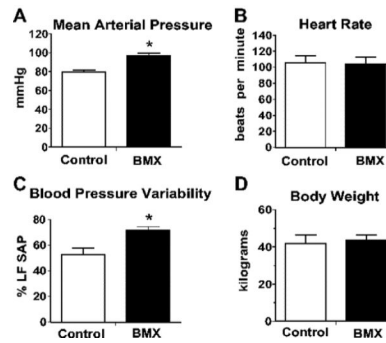 A
Mean Arterial Pressure
mmHg
120
100
80
60
40
20
0
*
Control
BMX
B
Heart Rate
beats per minute
140
120
100
80
60
40
20
0
Control
BMX
C
Blood Pressure Variability
% LF SAP
80
60
40
20
0
*
Control
BMX
D
Body Weight
kilograms
60
40
20
0
Control
BMX